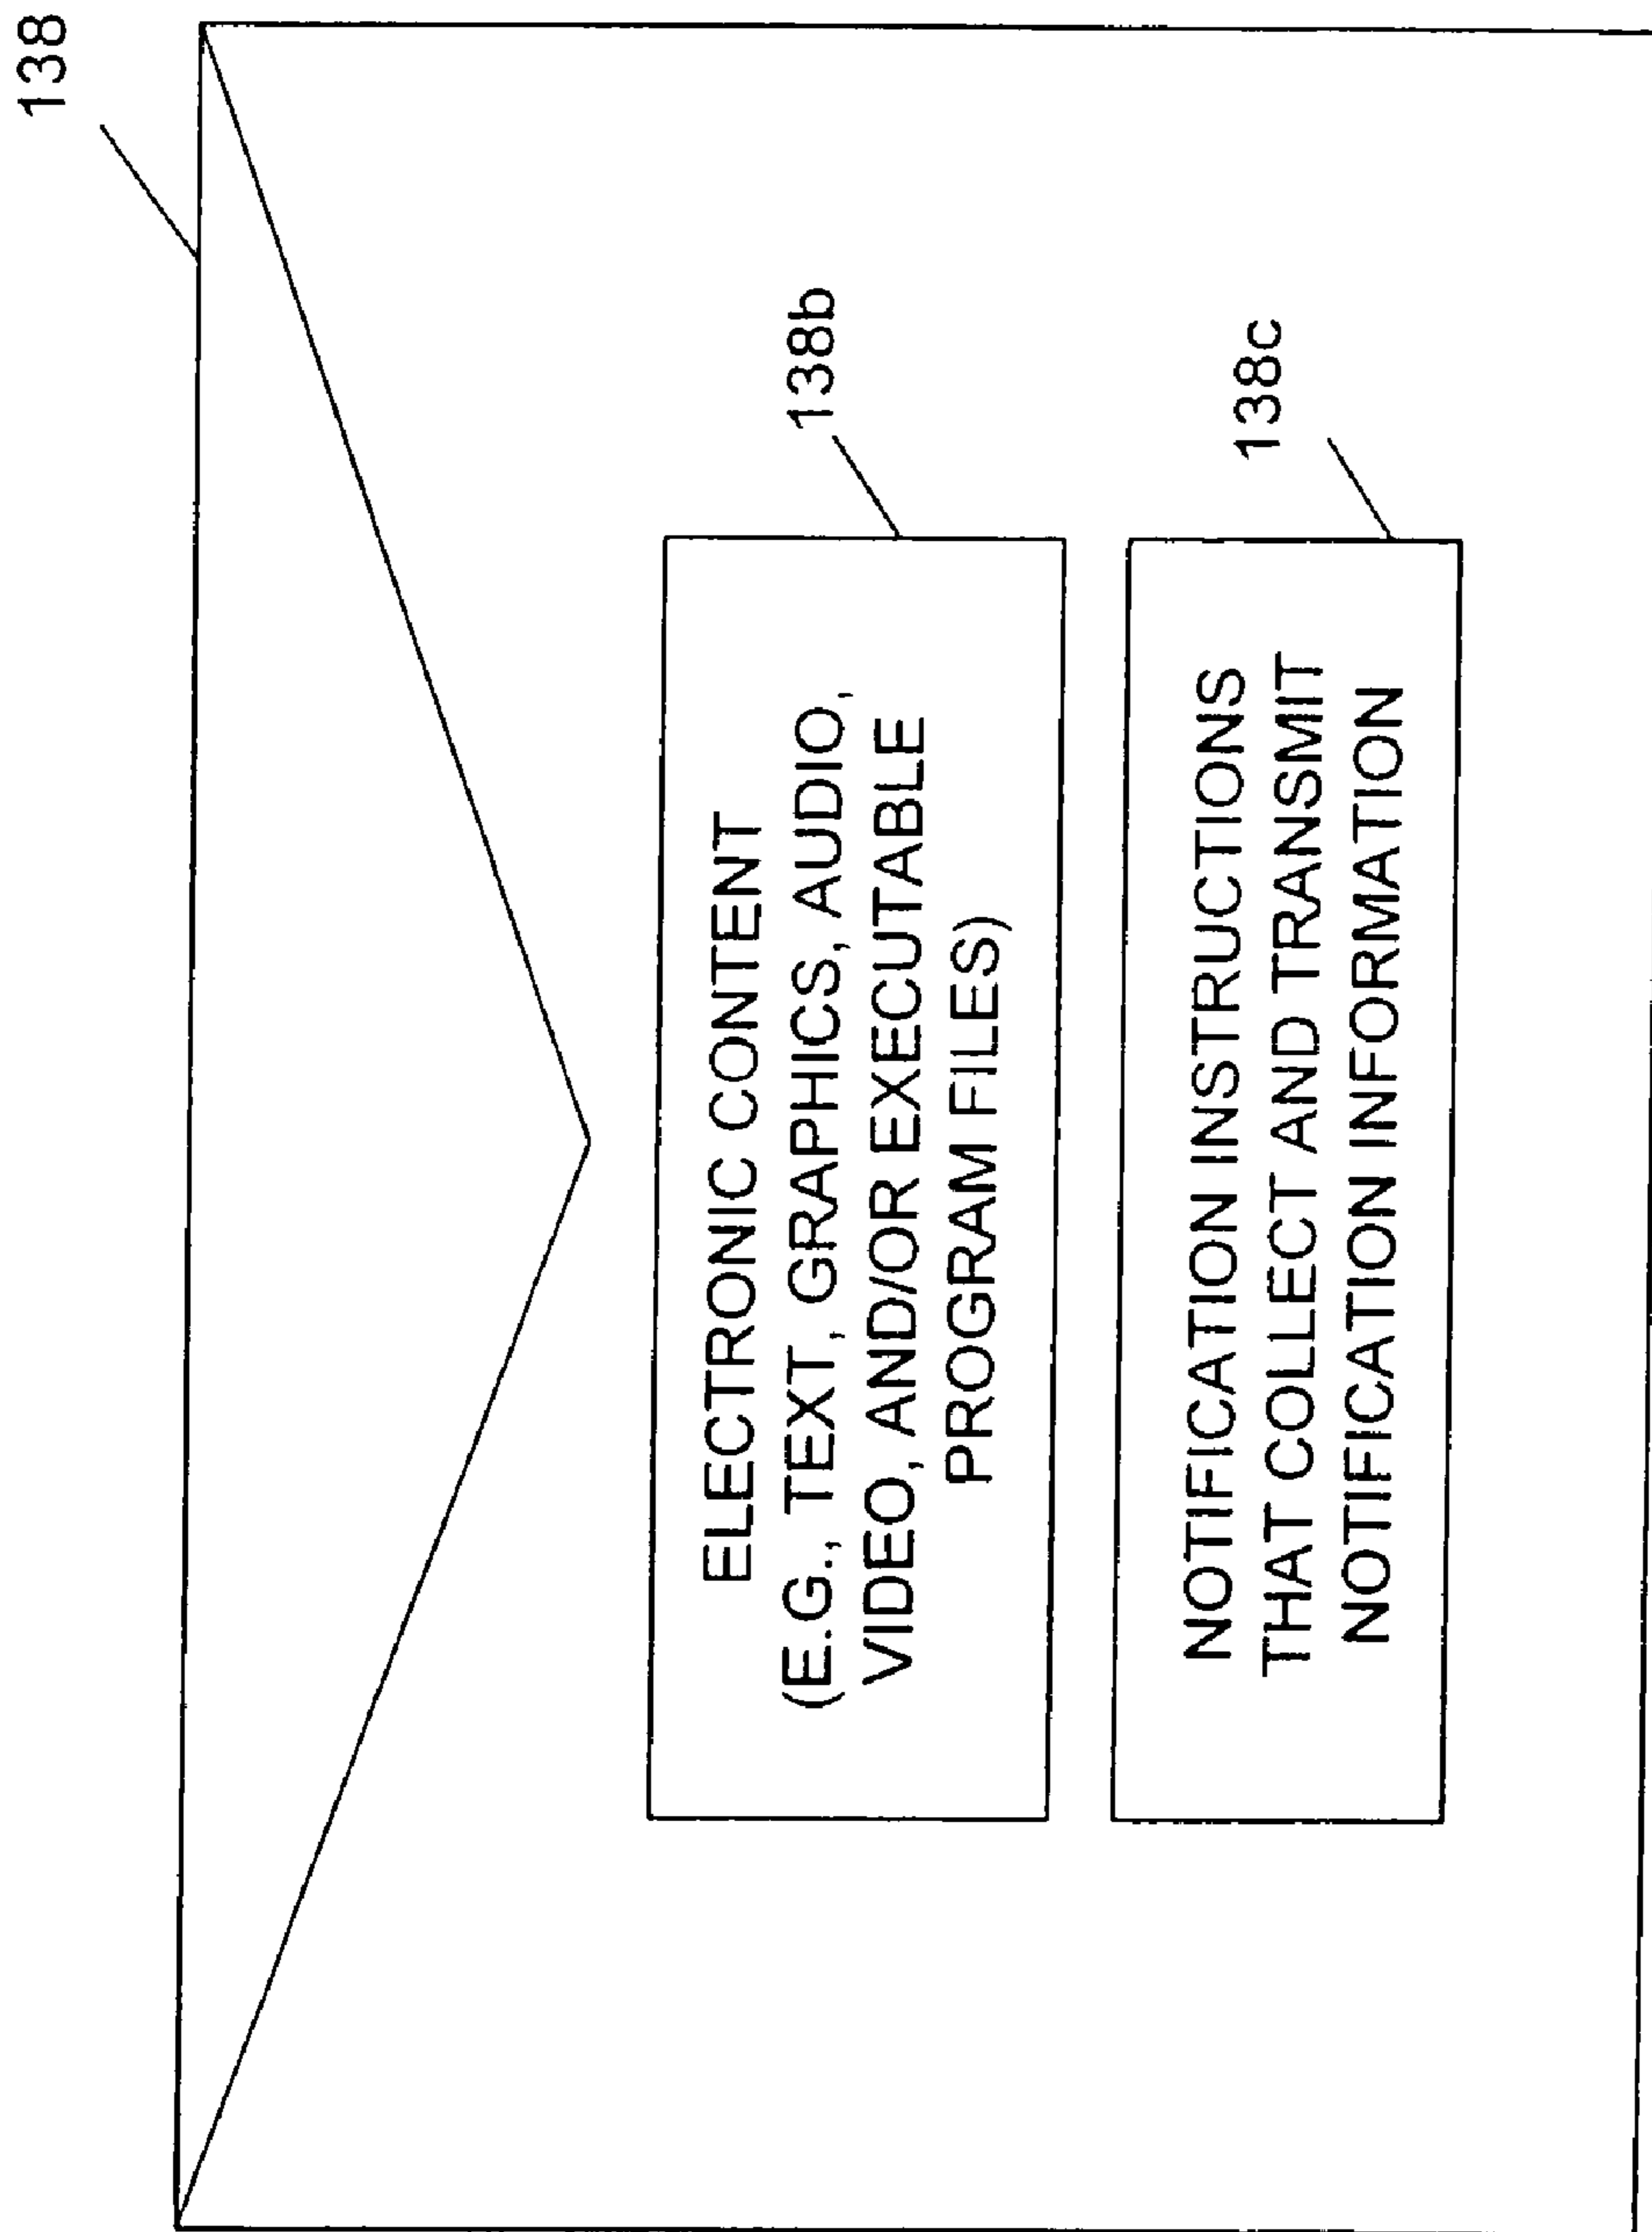 138
138b
ELECTRONIC CONTENT
(E.G., TEXT, GRAPHICS, AUDIO,
VIDEO, AND/OR EXECUTABLE
PROGRAM FILES)
138c
NOTIFICATION INSTRUCTIONS
THAT COLLECT AND TRANSMIT
NOTIFICATION INFORMATION